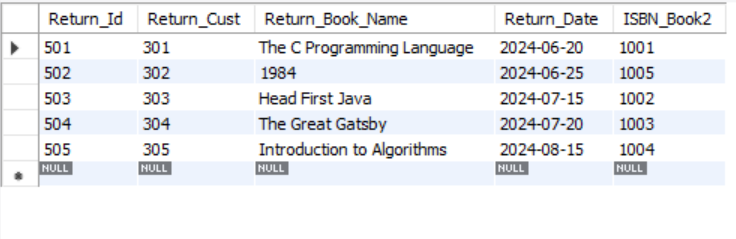 Return_Id Return_Cust Return_Book_Name Return_Date ISBN_Book2
501 301 The C Programming Language 2024-06-20 1001
502 302 1984 2024-06-25 1005
503 303 Head First Java 2024-07-15 1002
504 304 The Great Gatsby 2024-07-20 1003
505 305 Introduction to Algorithms 2024-08-15 1004
NULL NULL NULL NULL NULL